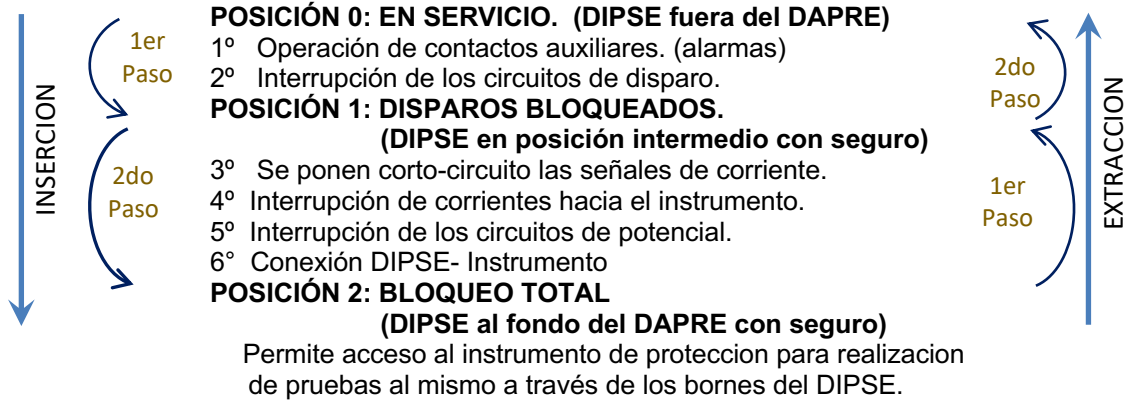 POSICIÓN 0: EN SERVICIO. (DIPSE fuera del DAPRE)
1º Operación de contactos auxiliares. (alarmas)
2º Interrupción de los circuitos de disparo.
POSICIÓN 1: DISPAROS BLOQUEADOS.
(DIPSE en posición intermedio con seguro)
3º Se ponen corto-circuito las señales de corriente.
4º Interrupción de corrientes hacia el instrumento.
5º Interrupción de los circuitos de potencial.
6° Conexión DIPSE- Instrumento
POSICIÓN 2: BLOQUEO TOTAL
(DIPSE al fondo del DAPRE con seguro)
Permite acceso al instrumento de proteccion para realizacion
de pruebas al mismo a través de los bornes del DIPSE.
INSERCION
1er
Paso
2do
Paso
2do
Paso
1er
Paso
EXTRACCION